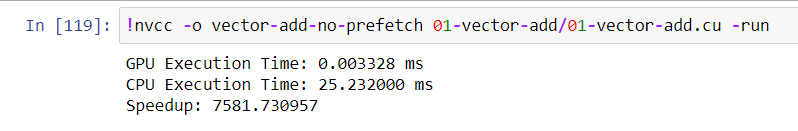 In [119]: !nvcc -o vector-add-no-prefetch 01-vector-add/01-vector-add.cu -run
GPU Execution Time: 0.003328 ms
CPU Execution Time: 25.232000 ms
Speedup: 7581.730957